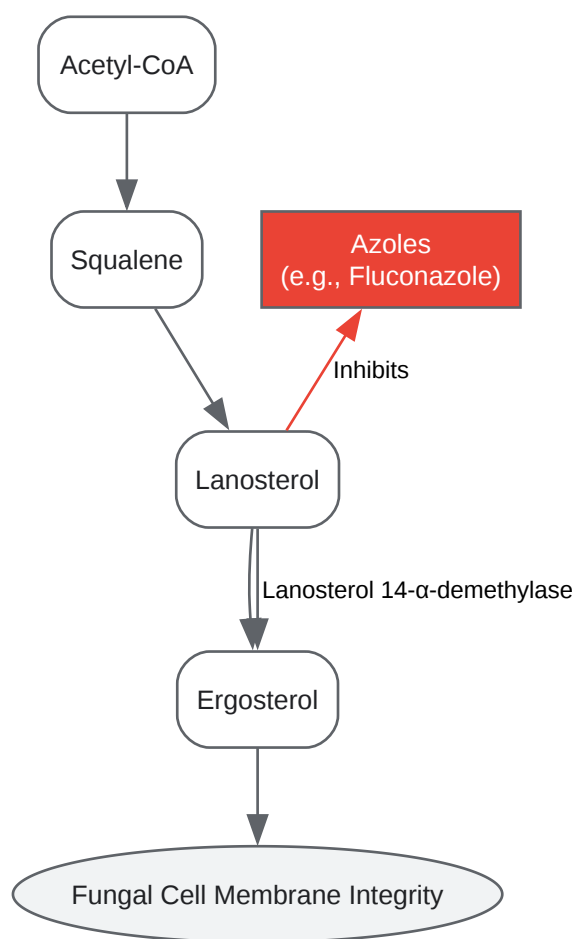 Acetyl-CoA
Squalene
Azoles
(e.g., Fluconazole)
Inhibits
Lanosterol
Lanosterol 14-α-demethylase
Ergosterol
Fungal Cell Membrane Integrity